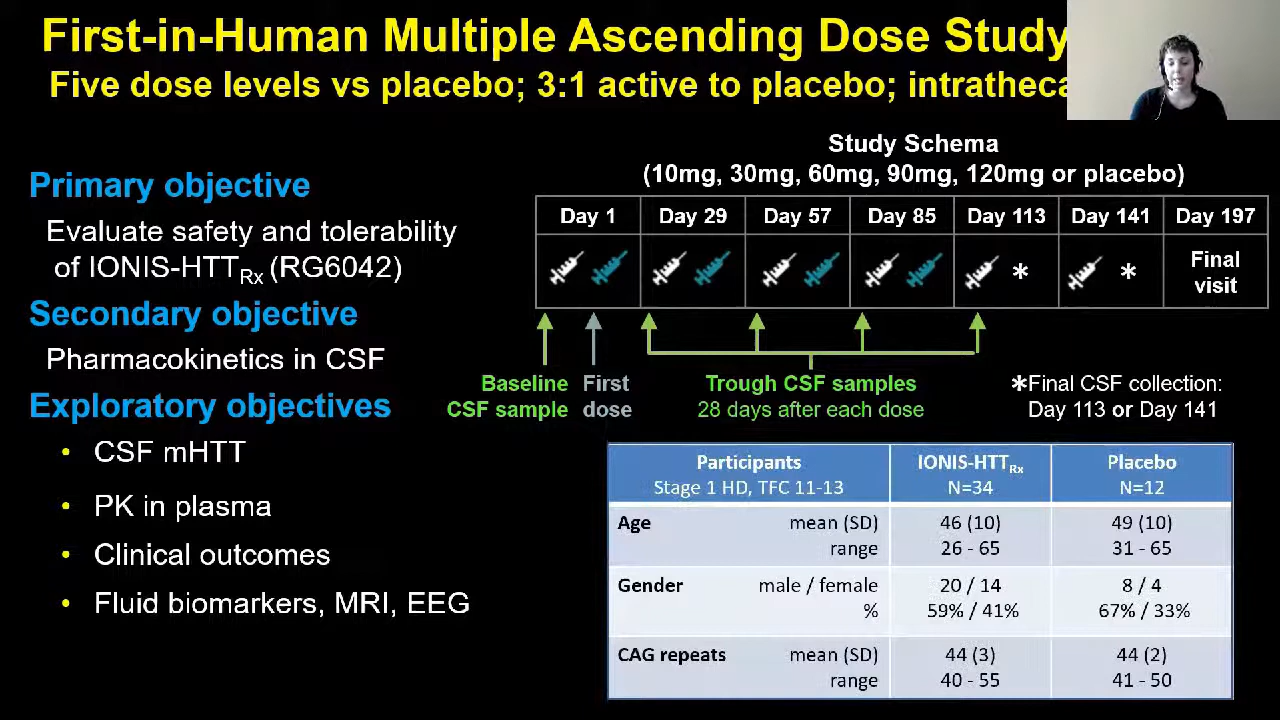 First-in-Human Multiple Ascending Dose Study
Five dose levels vs placebo; 3:1 active to placebo; intratheca
Primary objective
Evaluate safety and tolerability
of IONIS-HTTRx (RG6042)
Secondary objective
Pharmacokinetics in CSF
Exploratory objectives
• CSF mHTT
• PK in plasma
• Clinical outcomes
• Fluid biomarkers, MRI, EEG
Study Schema
(10mg, 30mg, 60mg, 90mg, 120mg or placebo)
Day 1 Day 29 Day 57 Day 85 Day 113 Day 141 Day 197
* * Final
visit
Baseline
CSF sample
First
dose
Trough CSF samples
28 days after each dose
*Final CSF collection:
Day 113 or Day 141
Participants IONIS-HTTRx Placebo
Stage 1 HD, TFC 11-13 N=34 N=12
Age mean (SD) 46 (10) 49 (10)
range 26 - 65 31 - 65
Gender male / female 20 / 14 8 / 4
% 59% / 41% 67% / 33%
CAG repeats mean (SD) 44 (3) 44 (2)
range 40 - 55 41 - 50